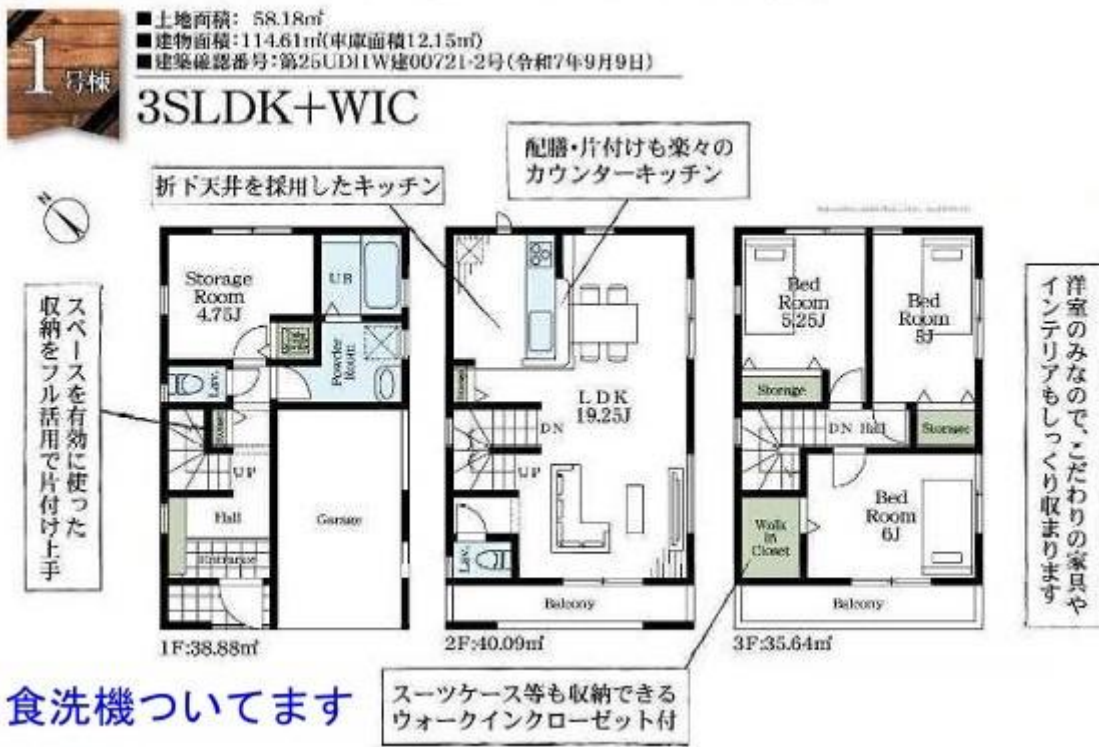 1号棟
■土地面積: 58.18㎡
■建物面積:114.61㎡(車庫面積12.15㎡)
■建築確認番号:第25UDI1W建00721-2号(令和7年9月9日)
3SLDK+WIC
折下天井を採用したキッチン
配膳・片付けも楽々の
カウンターキッチン
N
スペースを有効に使った
収納をフル活用で片付け上手
Storage
Room
4.75J
UB
Powder
Room
Lav.
Storage
UP
Hall
Entrance
Garage
1F:38.88㎡
Storage
LDK
19.25J
DN
UP
Lav.
Balcony
2F:40.09㎡
Bed
Room
5.25J
Bed
Room
5J
Storage
DN Hall
Storage
Bed
Room
6J
Walk
in
Closet
Balcony
3F:35.64㎡
洋室のみなので、こだわりの家具や
インテリアもしっくり収まります
スーツケース等も収納できる
ウォークインクローゼット付
食洗機ついてます